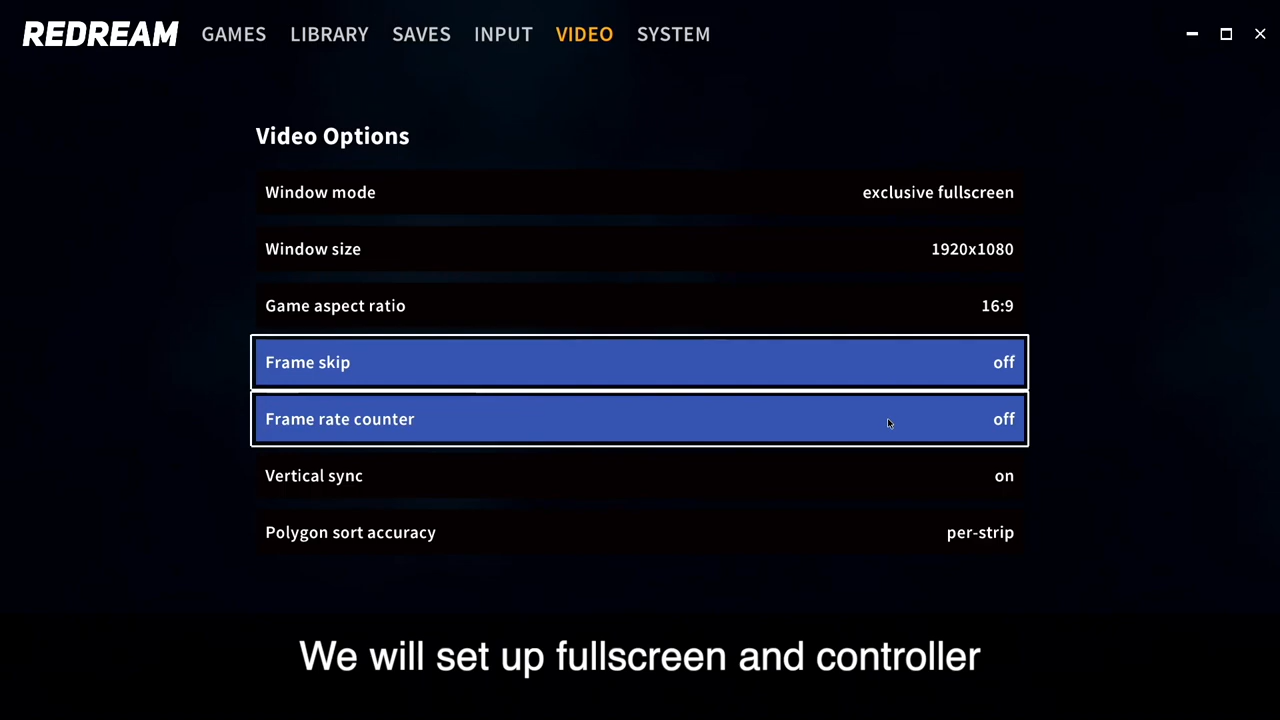 REDREAM GAMES LIBRARY SAVES INPUT VIDEO SYSTEM
Video Options
Window mode exclusive fullscreen
Window size 1920x1080
Game aspect ratio 16:9
Frame skip off
Frame rate counter off
Vertical sync on
Polygon sort accuracy per-strip
We will set up fullscreen and controller